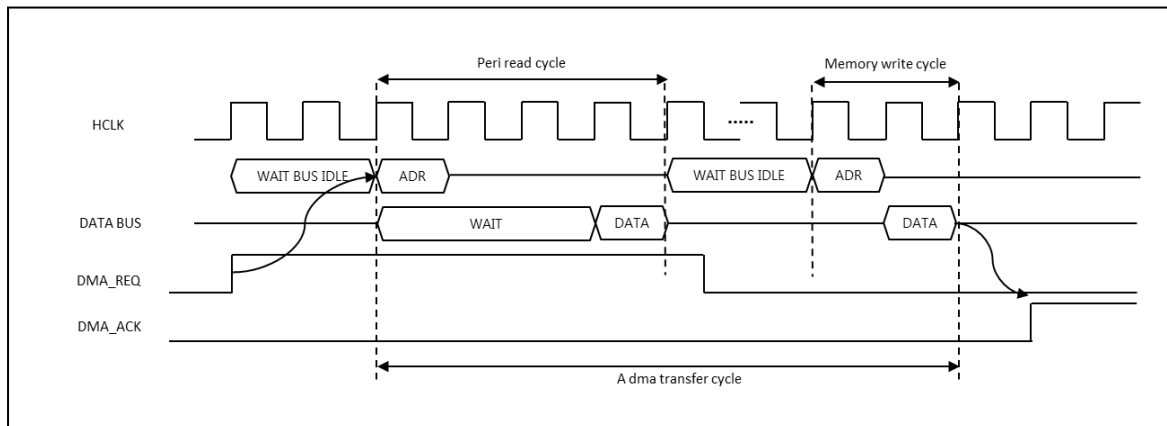 Peri read cycle
Memory write cycle
HCLK
.....
WAIT BUS IDLE
ADR
WAIT BUS IDLE
ADR
DATA BUS
WAIT
DATA
DATA
DMA_REQ
DMA_ACK
A dma transfer cycle